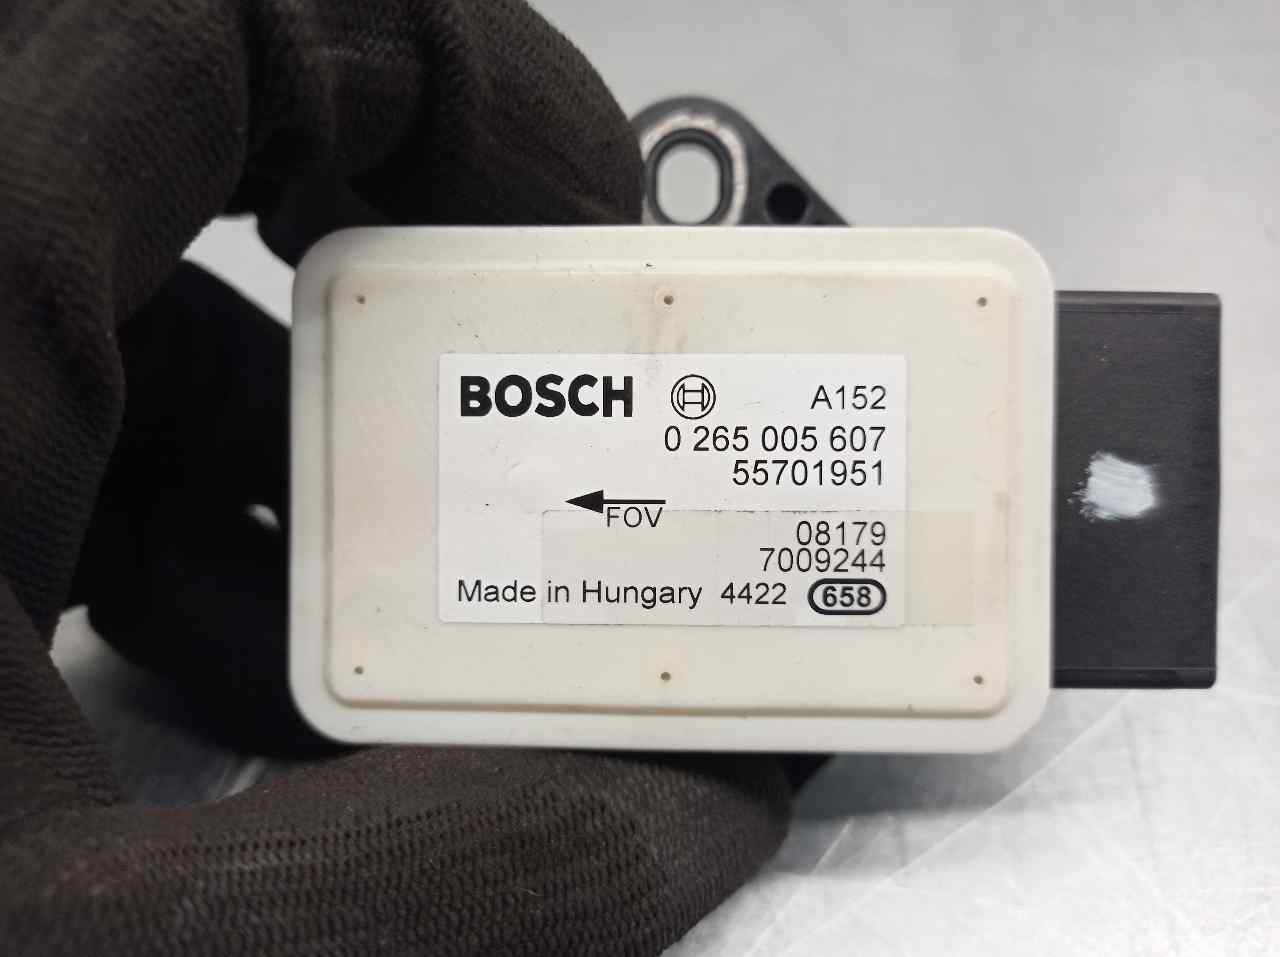 BOSCH A152
0 265 005 607
55701951
FOV
08179
7009244
Made in Hungary 4422 658